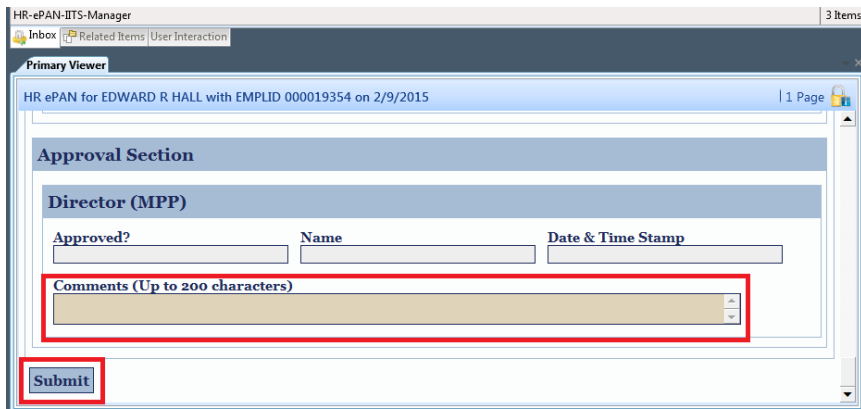 HR-ePAN-IITS-Manager 3 Items
Inbox Related Items User Interaction
Primary Viewer
HR ePAN for EDWARD R HALL with EMPLID 000019354 on 2/9/2015 1 Page
Approval Section
Director (MPP)
Approved? Name Date & Time Stamp
Comments (Up to 200 characters)
Submit